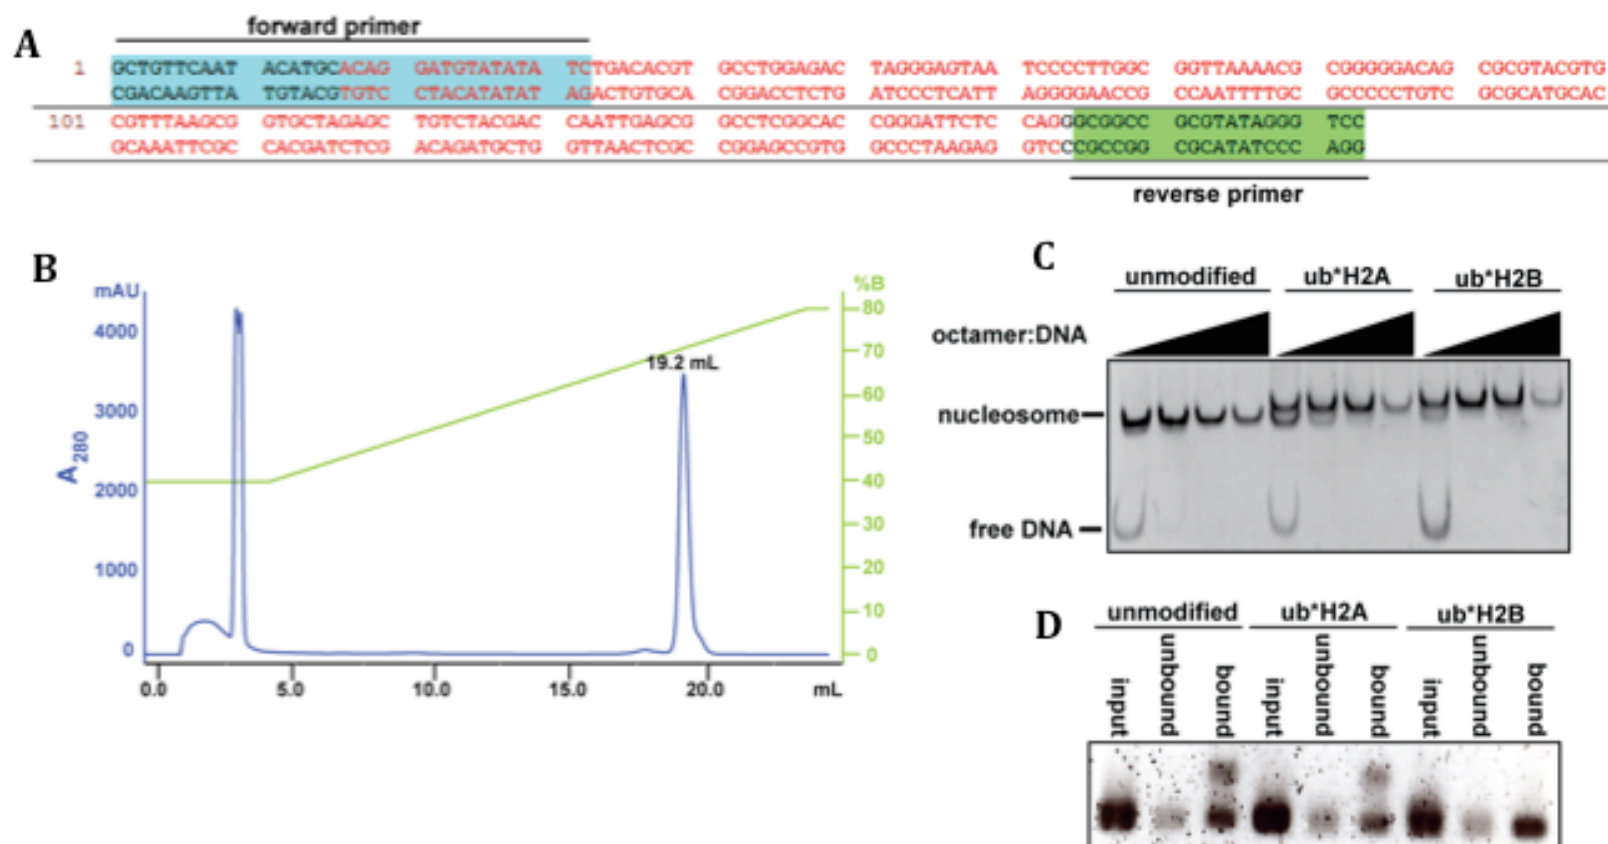 A
forward primer
1 GCTGTTCAAT ACATGCACAG GATGTATATA TCTGACACGT GCCTGGAGAC TAGGGAGTAA TCCCCTTGGC GGTTAAAACG CGGGGGACAG CGCGTACGTG
CGACAAGTTA TGTACGTGTC CTACATATAT AGACTGTGCA CGGACCTCTG ATCCCTCATT AGGGGAACCG CCAATTTTGC GCCCCCTGTC GCGCATGCAC
101 CGTTTAAGCG GTGCTAGAGC TGTCTACGAC CAATTGAGCG GCCTCGGCAC CGGGATTCTC CAGGGCGGCC GCGTATAGGG TCC
GCAAATTCGC CACGATCTCG ACAGATGCTG GTTAACTCGC CGGAGCCGTG GCCCTAAGAG GTCCCGCCGG CGCATATCCC AGG
reverse primer
B
mAU
4000
3000
2000
1000
0
A280
19.2 mL
%B
80
70
60
50
40
30
20
10
0
0.0 5.0 10.0 15.0 20.0 mL
C
unmodified ub*H2A ub*H2B
octamer:DNA
nucleosome
free DNA
D
unmodified ub*H2A ub*H2B
input unbound bound input unbound bound input unbound bound